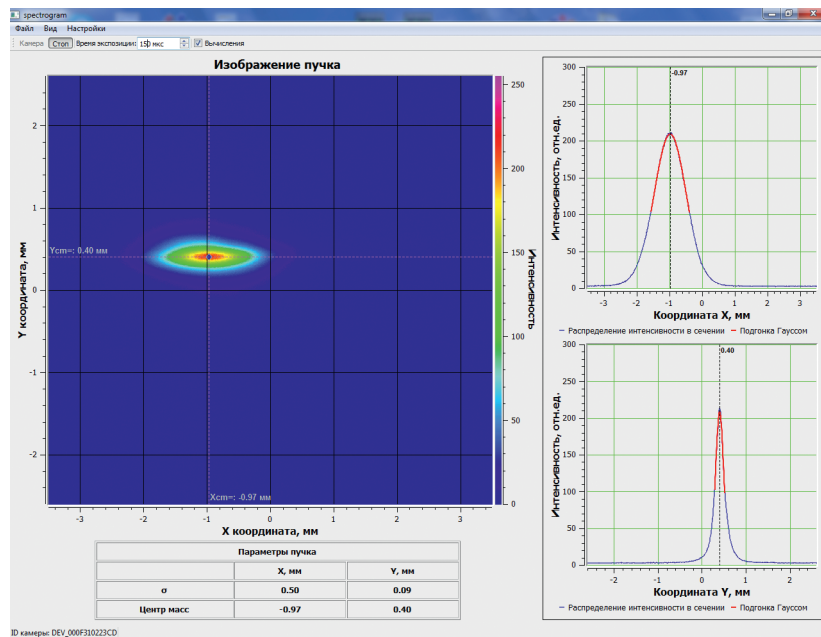 spectrogram
Файл Вид Настройки
Камера Стоп Время экспозиции: 150 мкс Вычисления
Изображение пучка
Y координата, мм
2
1
0
-1
-2
Ycm=: 0.40 мм
Xcm=: -0.97 мм
-3 -2 -1 0 1 2 3
X координата, мм
250
200
150
100
50
0
Интенсивность
Параметры пучка
X, мм Y, мм
σ 0.50 0.09
Центр масс -0.97 0.40
Интенсивность, отн.ед.
300
250
200
150
100
50
0
-0.97
-3 -2 -1 0 1 2 3
Координата X, мм
Распределение интенсивности в сечении Подгонка Гауссом
Интенсивность, отн.ед.
300
250
200
150
100
50
0
0.40
-2 -1 0 1 2
Координата Y, мм
Распределение интенсивности в сечении Подгонка Гауссом
ID камеры: DEV_000F310223CD